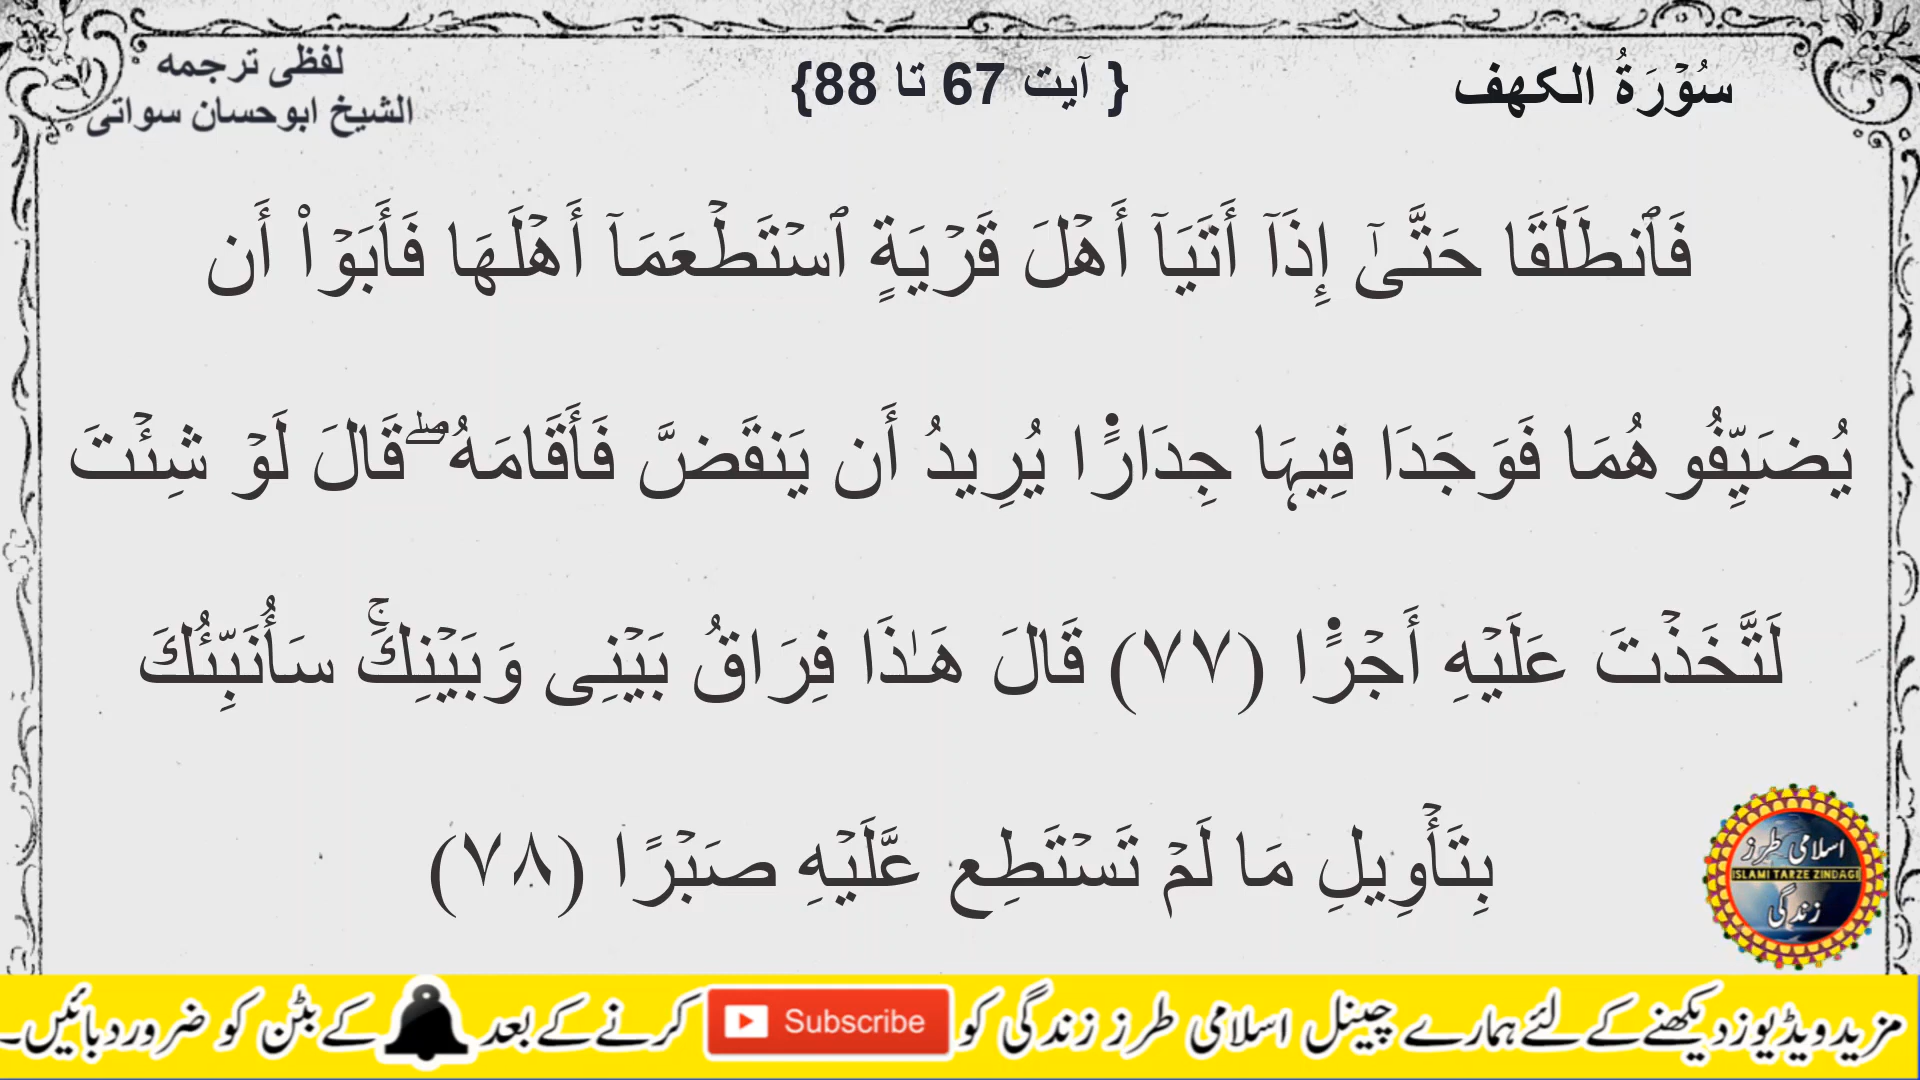 سُوۡرَةُ الكهف
{ آیت 67 تا 88}
لفظی ترجمه
الشیخ ابوحسان سواتی
فَٱنطَلَقَا حَتَّىٰٓ إِذَآ أَتَيَآ أَهۡلَ قَرۡيَةٍ ٱسۡتَطۡعَمَآ أَهۡلَهَا فَأَبَوۡاْ أَن
يُضَيِّفُوهُمَا فَوَجَدَا فِيہَا جِدَارً۬ا يُرِيدُ أَن يَنقَضَّ فَأَقَامَهُ ۥ‌ۖ قَالَ لَوۡ شِئۡتَ
لَتَّخَذۡتَ عَلَيۡهِ أَجۡرً۬ا (٧٧) قَالَ هَـٰذَا فِرَاقُ بَيۡنِى وَبَيۡنِكَ‌ۚ سَأُنَبِّئُكَ
بِتَأۡوِيلِ مَا لَمۡ تَسۡتَطِع عَّلَيۡهِ صَبۡرًا (٧٨)
اسلامی طرز
ISLAMI TARZE ZINDAGI
زندگی
مزید ویڈیوز دیکھنے کے لئے ہمارے چینل اسلامی طرز زندگی کو Subscribe کرنے کے بعد کے بٹن کو ضرور دبائیں۔